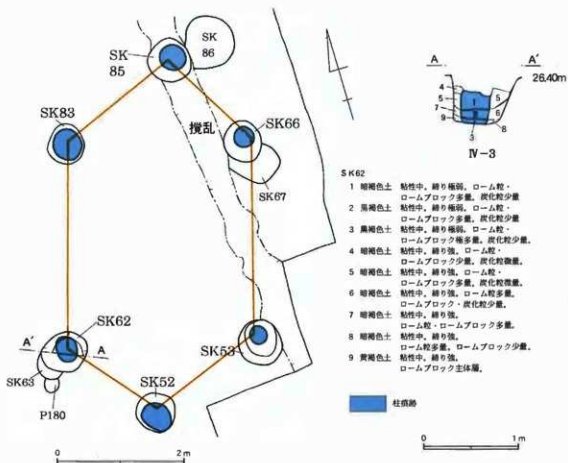 SK
85
SK
86
SK83
SK66
撹乱
SK67
A'
SK62
A
SK63
P180
SK52
SK53
0
2 m
A
A'
26.40m
4
5
7
9
1
2
3
5
6
8
Ⅳ-3
SK62
1 暗褐色土 粘性中。締り極弱。ローム粒・
ロームブロック多量。炭化粒少量
2 黒褐色土 粘性中。締り極弱。ローム粒・
ロームブロック多量。炭化粒少量
3 黒褐色土 粘性中。締り極弱。ローム粒・
ロームブロック極多量。炭化粒少量。
4 暗褐色土 粘性中。締り強。ローム粒・
ロームブロック少量。炭化粒微量。
5 暗褐色土 粘性中。締り強。ローム粒・
ロームブロック多量。炭化粒微量。
6 暗褐色土 粘性中。締り強。ローム粒多量。
ロームブロック・炭化粒少量。
7 暗褐色土 粘性中。締り強。
ローム粒・ロームブロック多量。
8 暗褐色土 粘性中。締り強。
ローム粒多量。ロームブロック少量。
9 黄褐色土 粘性中。締り強。
ロームブロック主体層。
柱痕跡
0
1 m